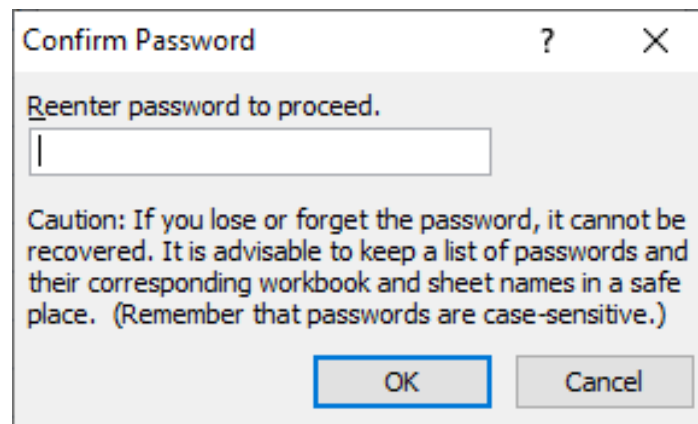 Confirm Password ?
Reenter password to proceed.
Caution: If you lose or forget the password, it cannot be
recovered. It is advisable to keep a list of passwords and
their corresponding workbook and sheet names in a safe
place.  (Remember that passwords are case-sensitive.)
OK Cancel